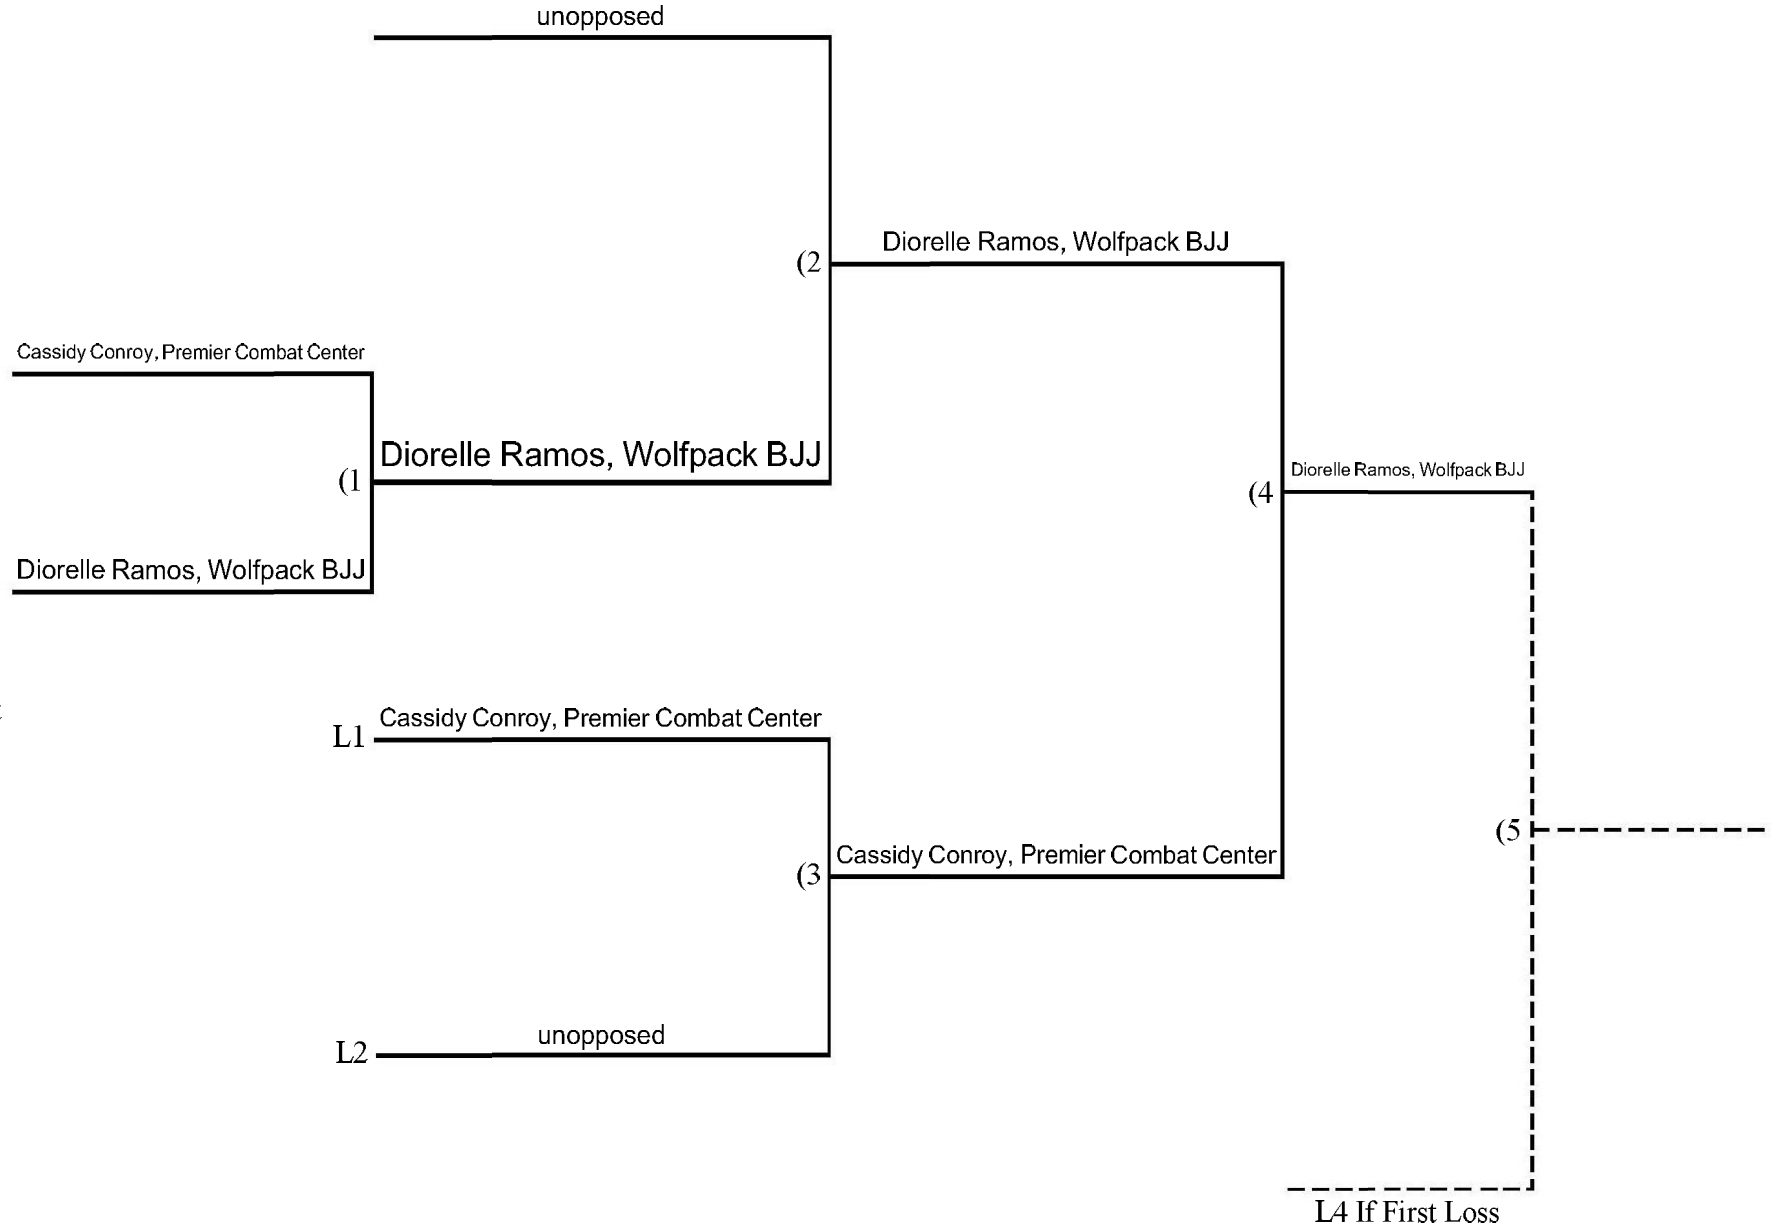 unopposed
Diorelle Ramos, Wolfpack BJJ
(2
Cassidy Conroy, Premier Combat Center
Diorelle Ramos, Wolfpack BJJ
(1
Diorelle Ramos, Wolfpack BJJ
(4
Diorelle Ramos, Wolfpack BJJ
L1
Cassidy Conroy, Premier Combat Center
(5
(3
Cassidy Conroy, Premier Combat Center
L2
unopposed
L4 If First Loss